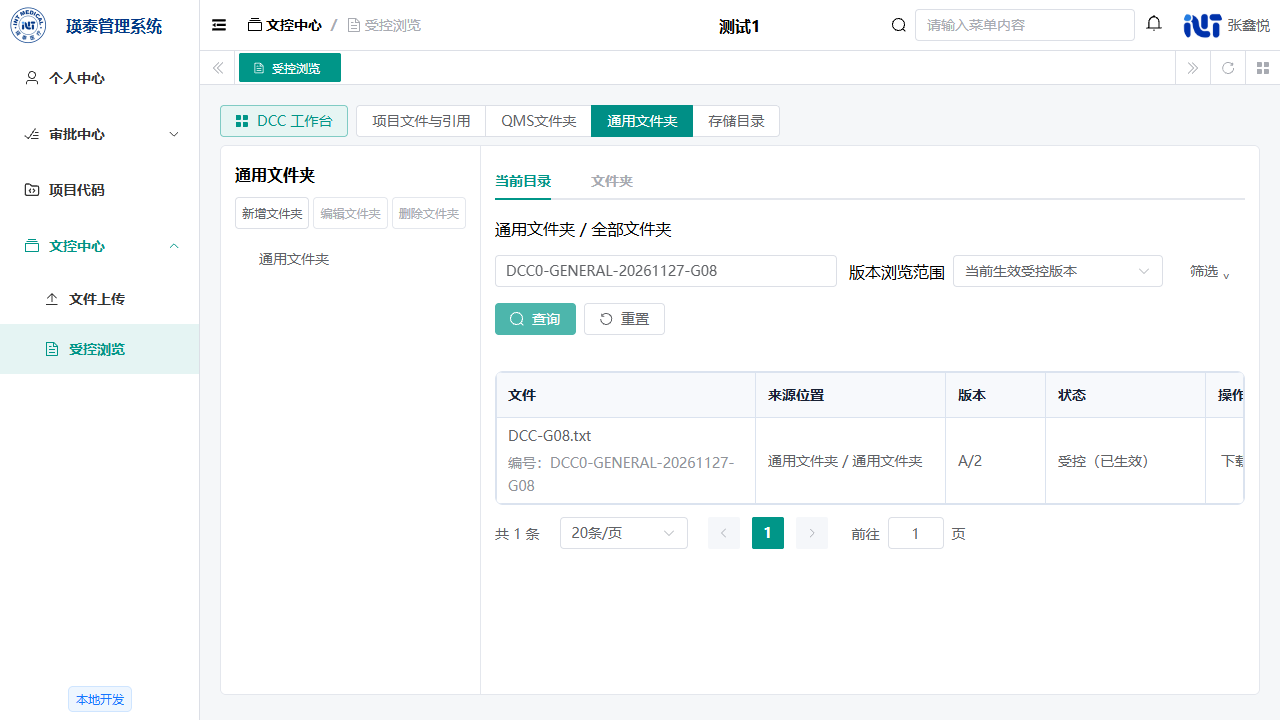 瑛泰管理系统
文控中心 / 受控浏览
测试1
请输入菜单内容
张鑫悦
受控浏览
个人中心
审批中心
项目代码
文控中心
文件上传
受控浏览
本地开发
DCC 工作台
项目文件与引用
QMS文件夹
通用文件夹
存储目录
通用文件夹
新增文件夹
编辑文件夹
删除文件夹
通用文件夹
当前目录
文件夹
通用文件夹 / 全部文件夹
DCC0-GENERAL-20261127-G08
版本浏览范围
当前生效受控版本
筛选
查询
重置
文件 来源位置 版本 状态 操作
DCC-G08.txt
编号：DCC0-GENERAL-20261127-
G08
通用文件夹 / 通用文件夹
A/2
受控（已生效）
下载
共 1 条
20条/页
1
前往 1 页